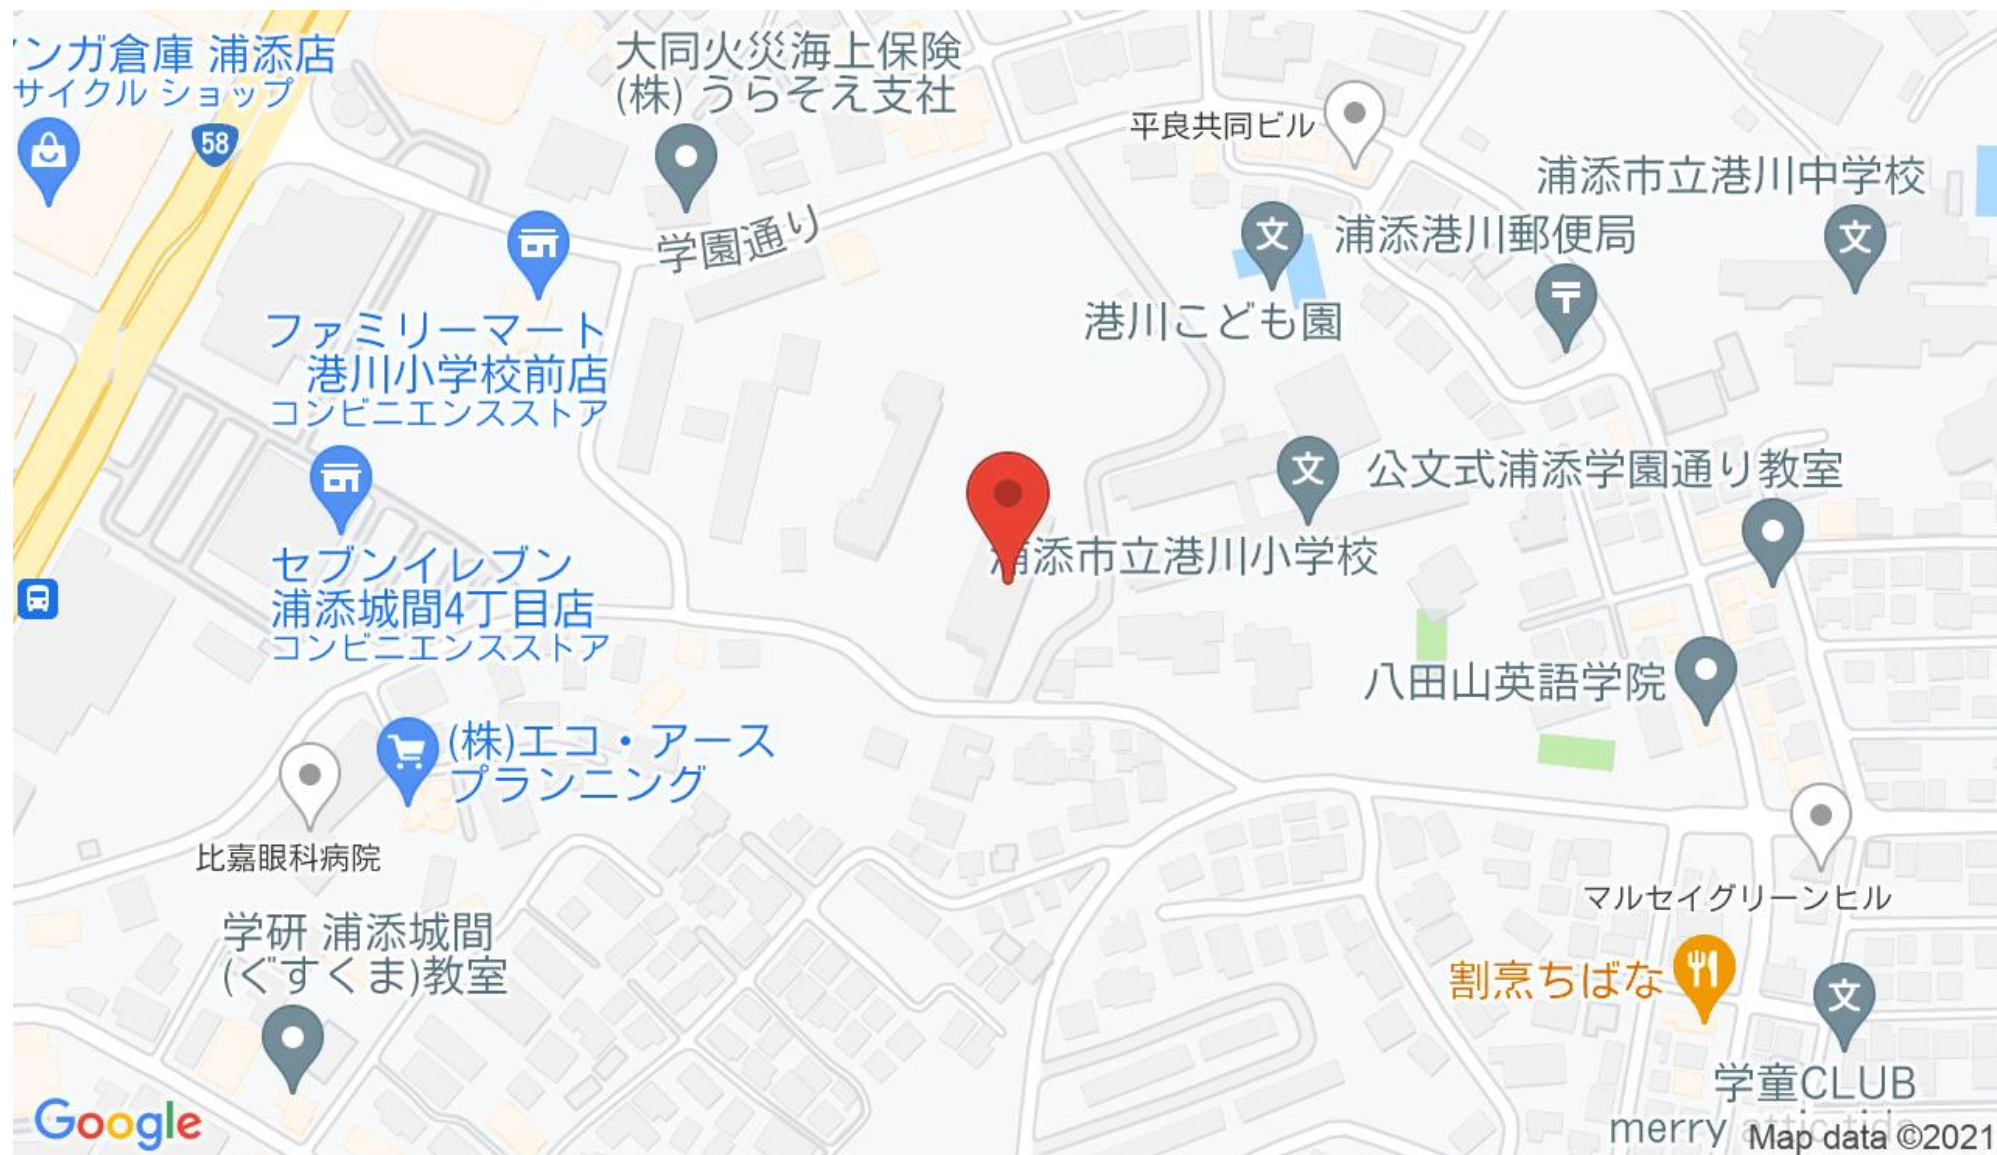 ンガ倉庫 浦添店
サイクル ショップ
58
大同火災海上保険
(株) うらそえ支社
平良共同ビル
浦添市立港川中学校
学園通り
浦添港川郵便局
港川こども園
ファミリーマート
港川小学校前店
コンビニエンスストア
公文式浦添学園通り教室
浦添市立港川小学校
セブンイレブン
浦添城間4丁目店
コンビニエンスストア
八田山英語学院
(株)エコ・アース
プランニング
比嘉眼科病院
マルセイグリーンヒル
学研 浦添城間
(ぐすくま)教室
割烹ちばな
学童CLUB
merry
Google
Map data ©2021